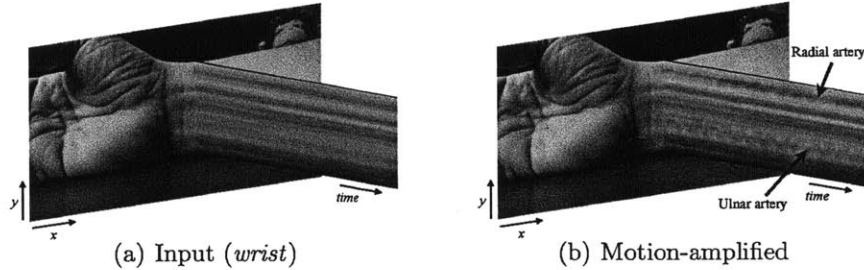 y
x
time
(a) Input (wrist)
Radial artery
Ulnar artery
y
x
time
(b) Motion-amplified